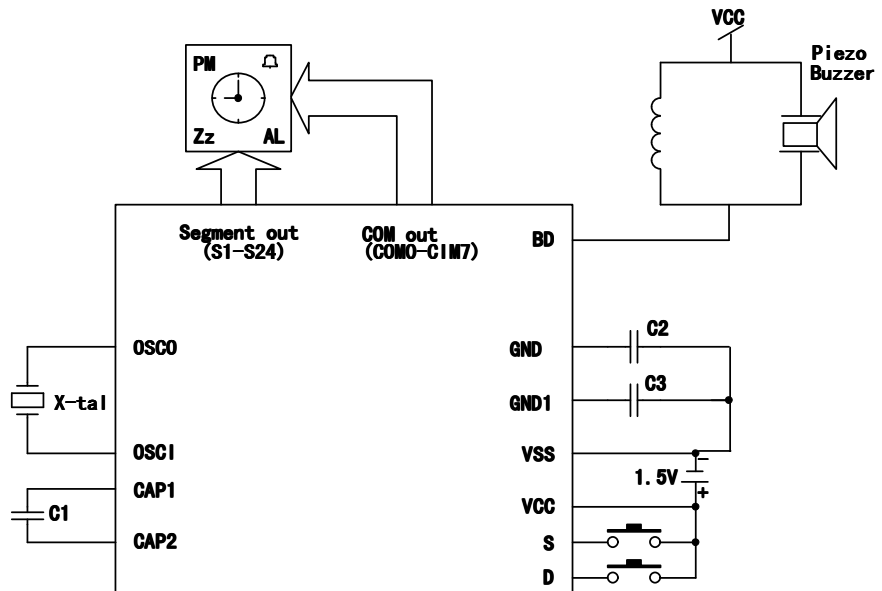 VCC
Piezo
Buzzer
PM
Zz
AL
Segment out
(S1-S24)
COM out
(COM0-CIM7)
BD
OSCO
X-tal
OSCI
CAP1
C1
CAP2
GND
C2
GND1
C3
VSS
-
1.5V
+
VCC
S
D